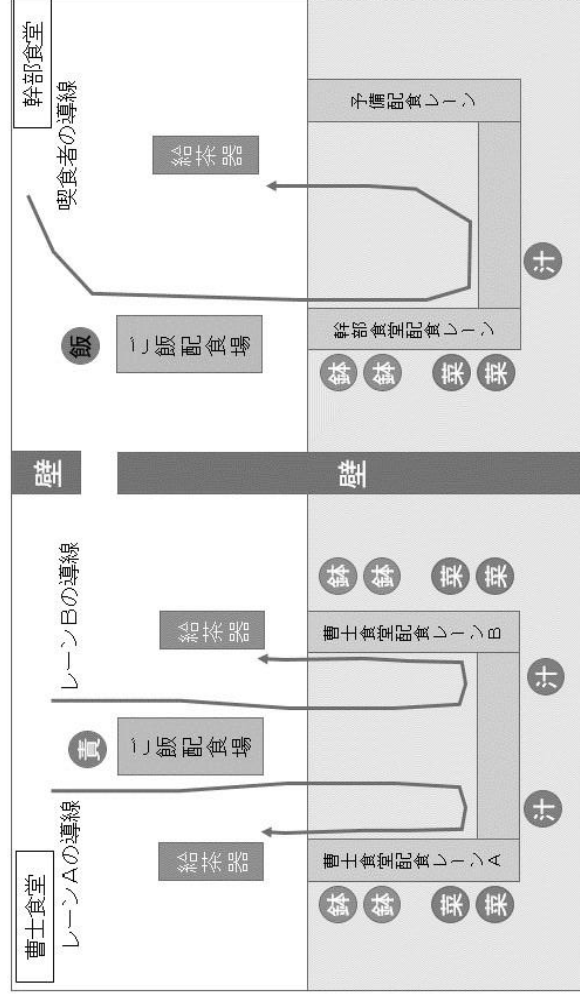 曹士食堂
レーンAの導線
レーンBの導線
責
ご飯配食場
給茶器
給茶器
曹士食堂配食レーンA
曹士食堂配食レーンB
鉢
鉢
菜
菜
汁
汁
鉢
鉢
菜
菜
壁
壁
幹部食堂
喫食者の導線
飯
ご飯配食場
給茶器
幹部食堂配食レーン
予備配食レーン
鉢
鉢
菜
菜
汁